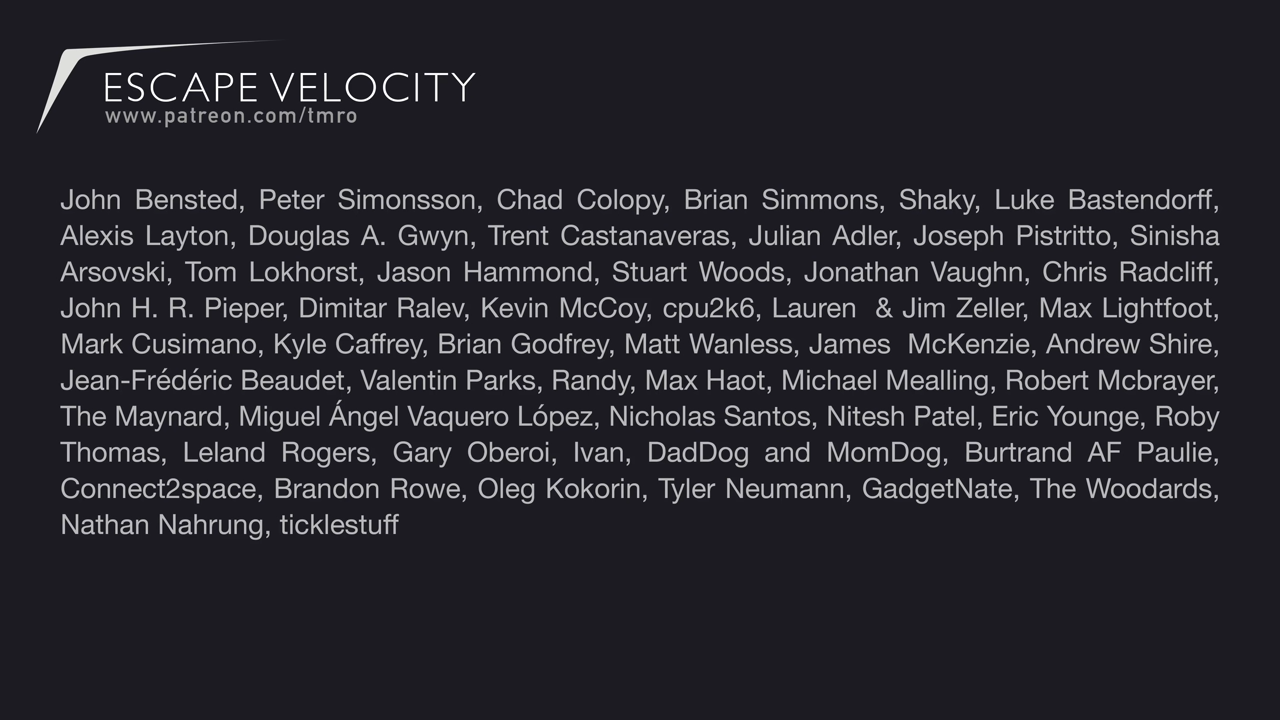 ESCAPE VELOCITY
www.patreon.com/tmro
John Bensted, Peter Simonsson, Chad Colopy, Brian Simmons, Shaky, Luke Bastendorff,
Alexis Layton, Douglas A. Gwyn, Trent Castanaveras, Julian Adler, Joseph Pistritto, Sinisha
Arsovski, Tom Lokhorst, Jason Hammond, Stuart Woods, Jonathan Vaughn, Chris Radcliff,
John H. R. Pieper, Dimitar Ralev, Kevin McCoy, cpu2k6, Lauren & Jim Zeller, Max Lightfoot,
Mark Cusimano, Kyle Caffrey, Brian Godfrey, Matt Wanless, James McKenzie, Andrew Shire,
Jean-Frédéric Beaudet, Valentin Parks, Randy, Max Haot, Michael Mealling, Robert Mcbrayer,
The Maynard, Miguel Ángel Vaquero López, Nicholas Santos, Nitesh Patel, Eric Younge, Roby
Thomas, Leland Rogers, Gary Oberoi, Ivan, DadDog and MomDog, Burtrand AF Paulie,
Connect2space, Brandon Rowe, Oleg Kokorin, Tyler Neumann, GadgetNate, The Woodards,
Nathan Nahrung, ticklestuff